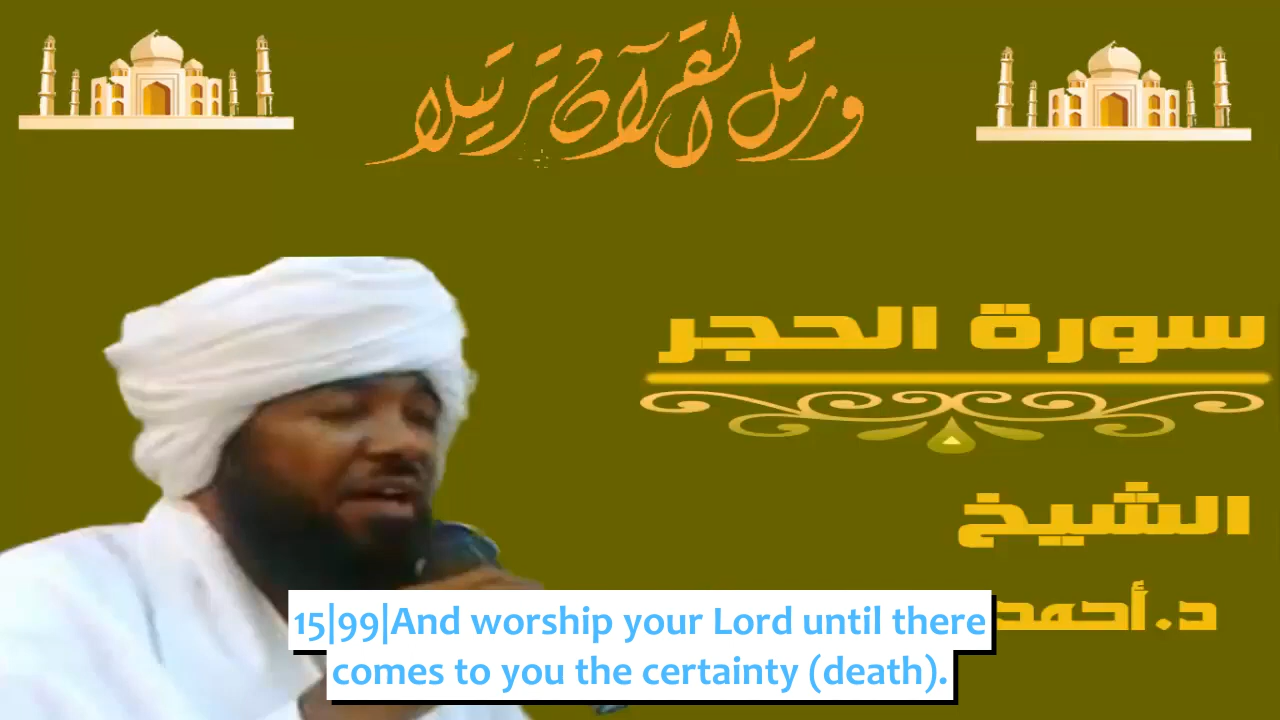 ورتل القرآن ترتيلا
سورة الحجر
الشيخ
د.أحمد
15|99|And worship your Lord until there
comes to you the certainty (death).